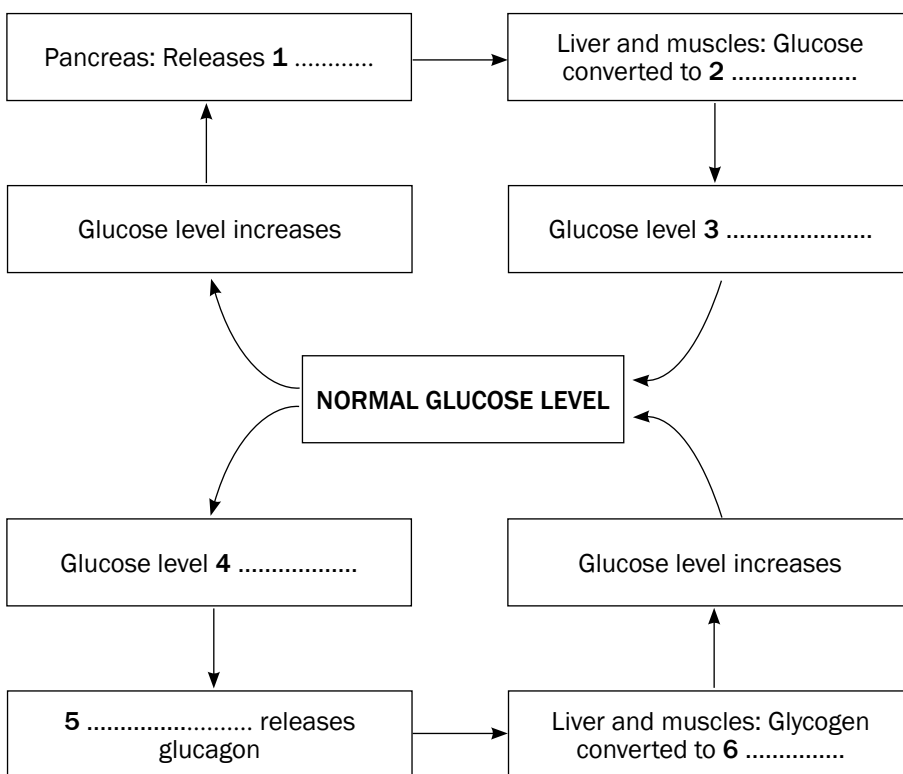 Pancreas: Releases 1 ............
Liver and muscles: Glucose
converted to 2 ....................
Glucose level increases
Glucose level 3 ......................
NORMAL GLUCOSE LEVEL
Glucose level 4 ..................
Glucose level increases
5 ......................... releases
glucagon
Liver and muscles: Glycogen
converted to 6 ...............